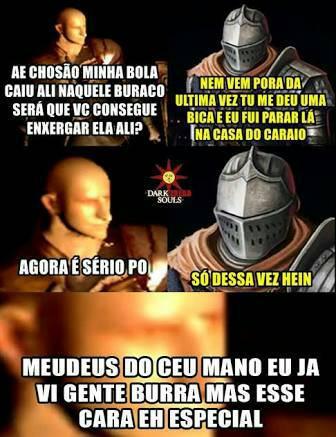 AE CHOSÃO MINHA BOLA
CAIU ALI NAQUELE BURACO
SERÁ QUE VC CONSEGUE
ENXERGAR ELA ALI?
NEM VEM PORA DA
ULTIMA VEZ TU ME DEU UMA
BICA E EU FUI PARAR LÁ
NA CASA DO CARAIO
DARK ZUERA
SOULS
AGORA É SÉRIO PO
SÓ DESSA VEZ HEIN
MEUDEUS DO CEU MANO EU JA
VI GENTE BURRA MAS ESSE
CARA EH ESPECIAL